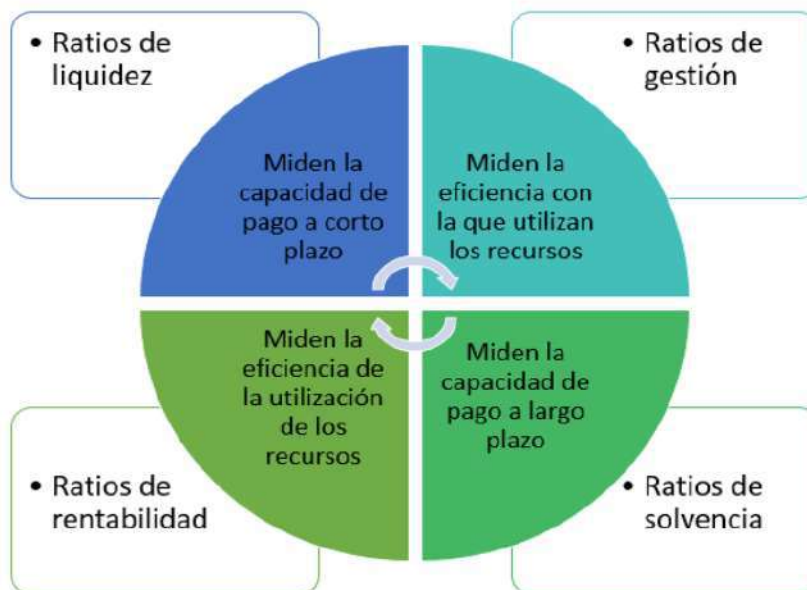 • Ratios de
liquidez
Miden la
capacidad de
pago a corto
plazo
• Ratios de
gestión
Miden la
eficiencia con
la que utilizan
los recursos
Miden la
eficiencia de
la utilización
de los
recursos
• Ratios de
rentabilidad
Miden la
capacidad de
pago a largo
plazo
• Ratios de
solvencia